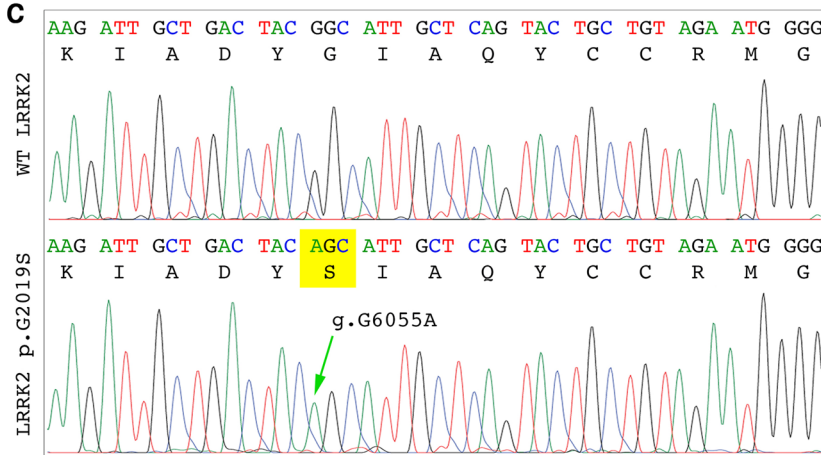 C
WT LRRK2
AAG ATT GCT GAC TAC GGC ATT GCT CAG TAC TGC TGT AGA ATG GGG
K I A D Y G I A Q Y C C R M G
LRRK2 p.G2019S
AAG ATT GCT GAC TAC AGC ATT GCT CAG TAC TGC TGT AGA ATG GGG
K I A D Y S I A Q Y C C R M G
g.G6055A